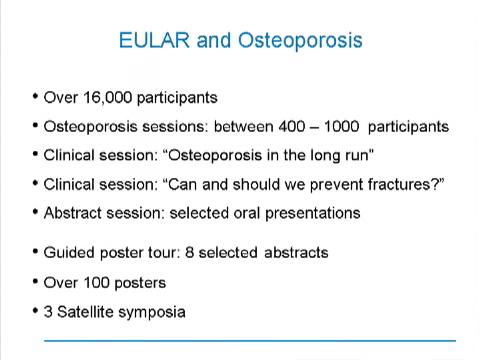 EULAR and Osteoporosis
• Over 16,000 participants
• Osteoporosis sessions: between 400 – 1000 participants
• Clinical session: “Osteoporosis in the long run”
• Clinical session: “Can and should we prevent fractures?”
• Abstract session: selected oral presentations
• Guided poster tour: 8 selected abstracts
• Over 100 posters
• 3 Satellite symposia